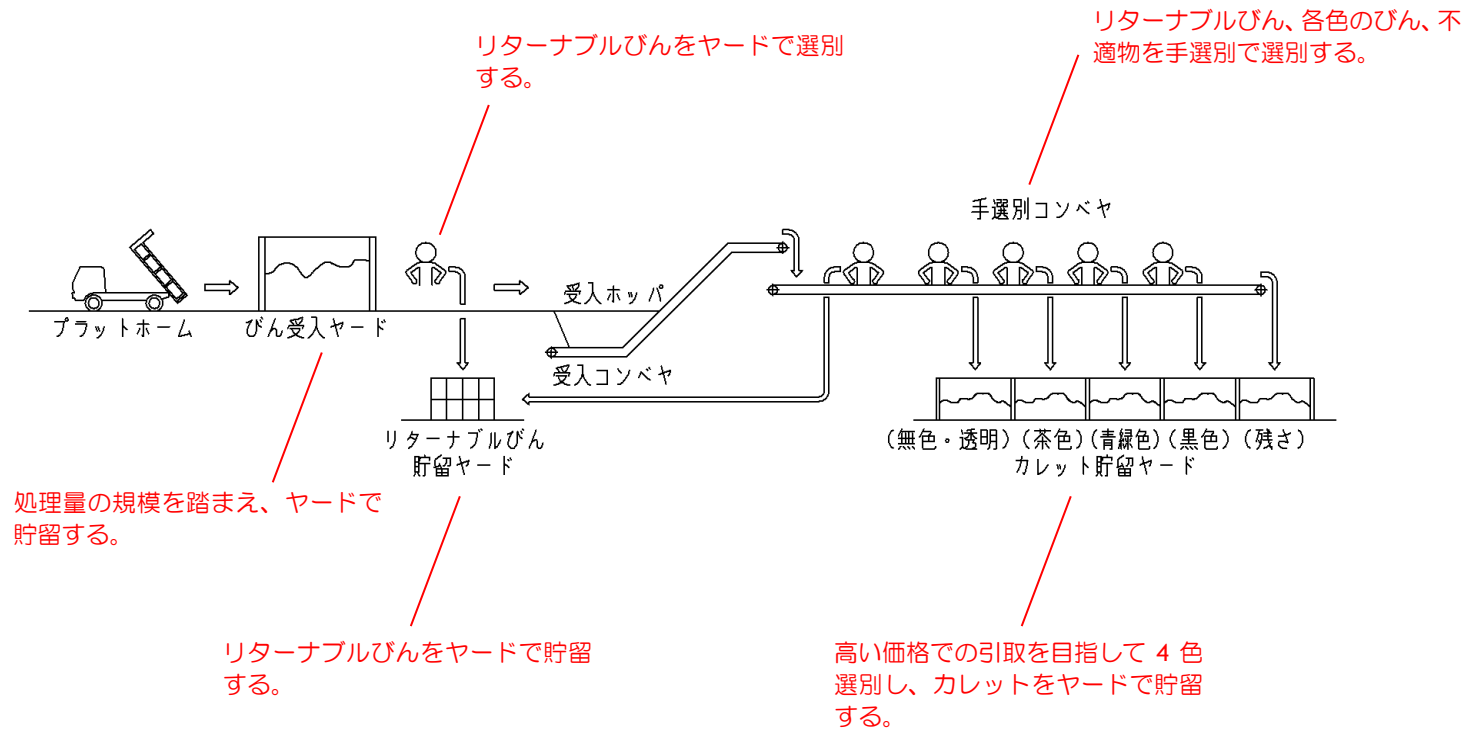 リターナブルびん、各色のびん、不
適物を手選別で選別する。
リターナブルびんをヤードで選別
する。
手選別コンベヤ
受入ホッパ
プラットホーム
びん受入ヤード
受入コンベヤ
リターナブルびん
貯留ヤード
(無色・透明)(茶色)(青緑色)(黒色)(残さ)
カレット貯留ヤード
処理量の規模を踏まえ、ヤードで
貯留する。
リターナブルびんをヤードで貯留
する。
高い価格での引取を目指して 4 色
選別し、カレットをヤードで貯留
する。